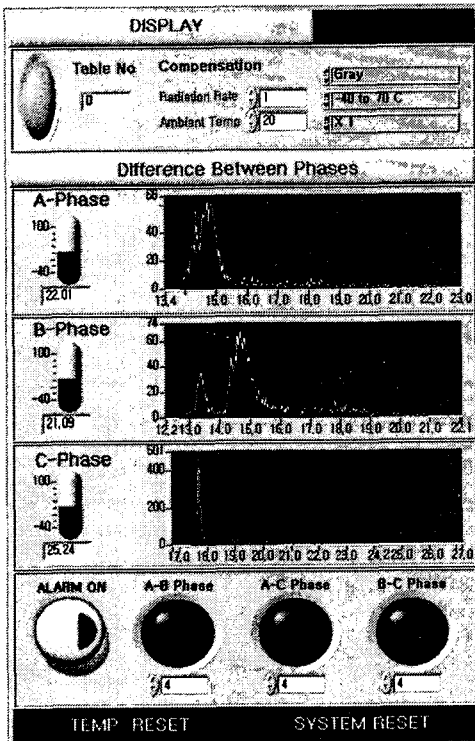 DISPLAY
Table No
0
Compensation
Radiation Rate 1
Ambient Temp 20
Gray
-40 to 70 C
X 1
Difference Between Phases
A-Phase
100
-40
22.01
68
40
20
0
13.4 15.0 16.0 17.0 18.0 19.0 20.0 21.0 22.0 23.0
B-Phase
100
-40
21.09
74
40
20
0
12.2 13.0 14.0 15.0 16.0 17.0 18.0 19.0 20.0 21.0 22.1
C-Phase
100
-40
25.24
501
400
200
0
17.0 18.0 19.0 20.0 21.0 22.0 23.0 24.2 25.0 26.0 27.0
ALARM ON
A-B Phase
A-C Phase
B-C Phase
4 4 4
TEMP RESET SYSTEM RESET